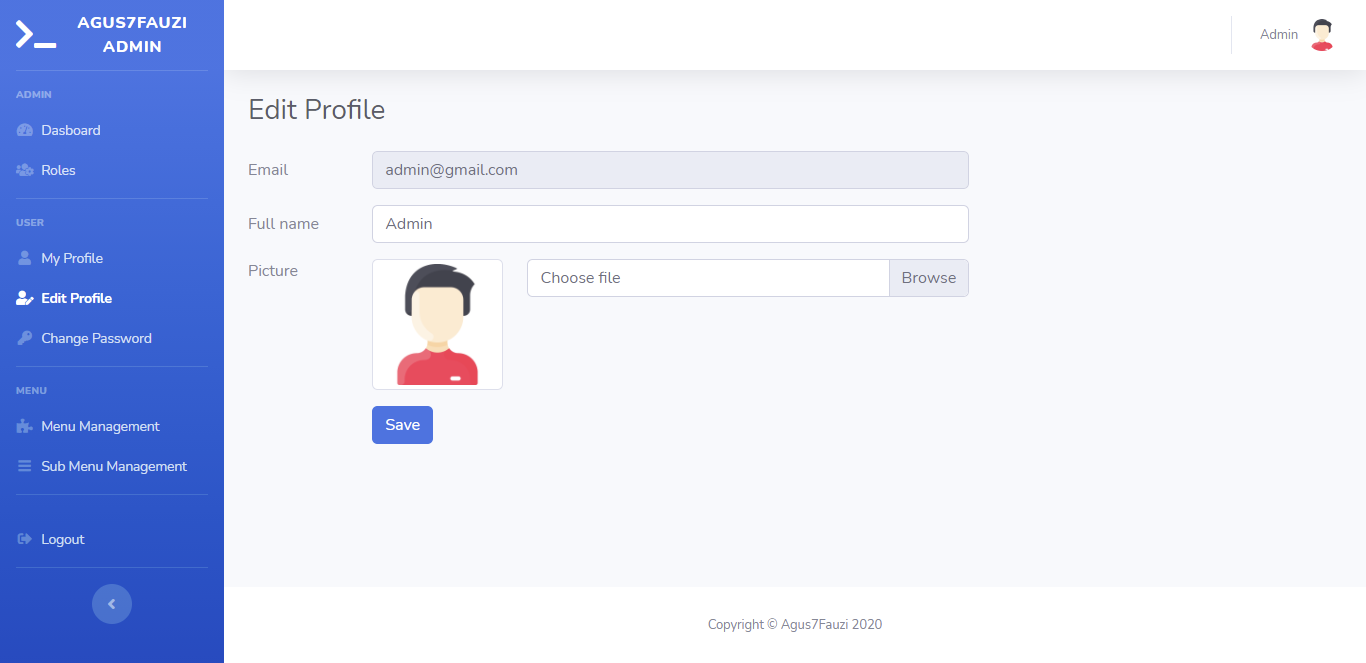 AGUS7FAUZI
ADMIN
ADMIN
Dasboard
Roles
USER
My Profile
Edit Profile
Change Password
MENU
Menu Management
Sub Menu Management
Logout
Admin
Edit Profile
Email
admin@gmail.com
Full name
Admin
Picture
Choose file
Browse
Save
Copyright © Agus7Fauzi 2020